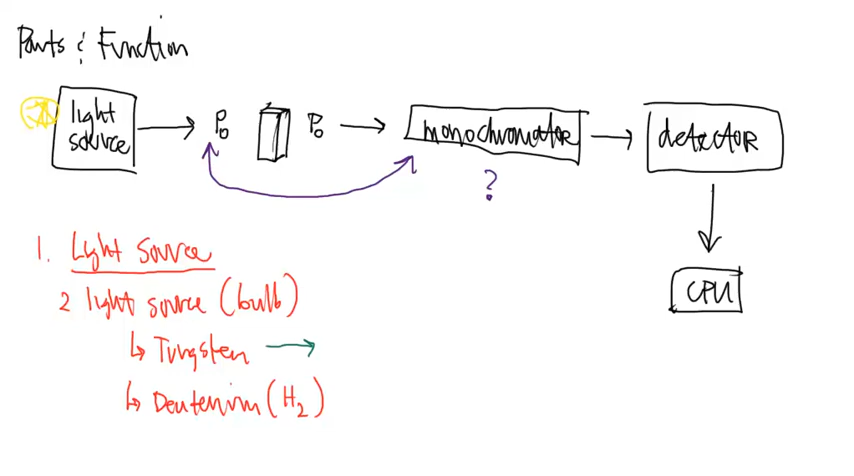 Parts & Function
light source
P₀
P₀
monochromator
detector
?
CPU
1. Light Source
2 light source (bulb)
↳ Tungsten →
↳ Deuterium (H₂)